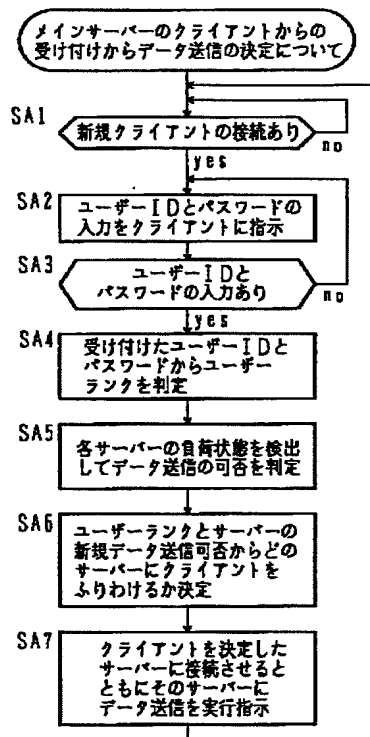 メインサーバーのクライアントからの
受け付けからデータ送信の決定について
SA1
新規クライアントの接続あり
no
yes
SA2
ユーザーIDとパスワードの
入力をクライアントに指示
SA3
ユーザーIDと
パスワードの入力あり
no
yes
SA4
受け付けたユーザーIDと
パスワードからユーザー
ランクを判定
SA5
各サーバーの負荷状態を検出
してデータ送信の可否を判定
SA6
ユーザーランクとサーバーの
新規データ送信可否からどの
サーバーにクライアントを
ふりわけるか決定
SA7
クライアントを決定した
サーバーに接続させると
ともにそのサーバーに
データ送信を実行指示